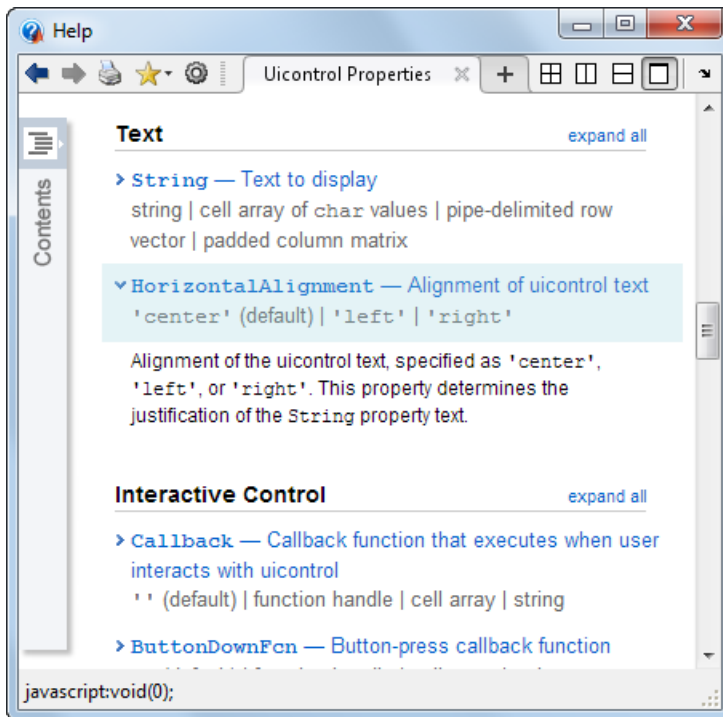 Help
Uicontrol Properties
Contents
Text
expand all
String — Text to display
string | cell array of char values | pipe-delimited row
vector | padded column matrix
HorizontalAlignment — Alignment of uicontrol text
'center' (default) | 'left' | 'right'
Alignment of the uicontrol text, specified as 'center',
'left', or 'right'. This property determines the
justification of the String property text.
Interactive Control
expand all
Callback — Callback function that executes when user
interacts with uicontrol
' ' (default) | function handle | cell array | string
ButtonDownFcn — Button-press callback function
javascript:void(0);